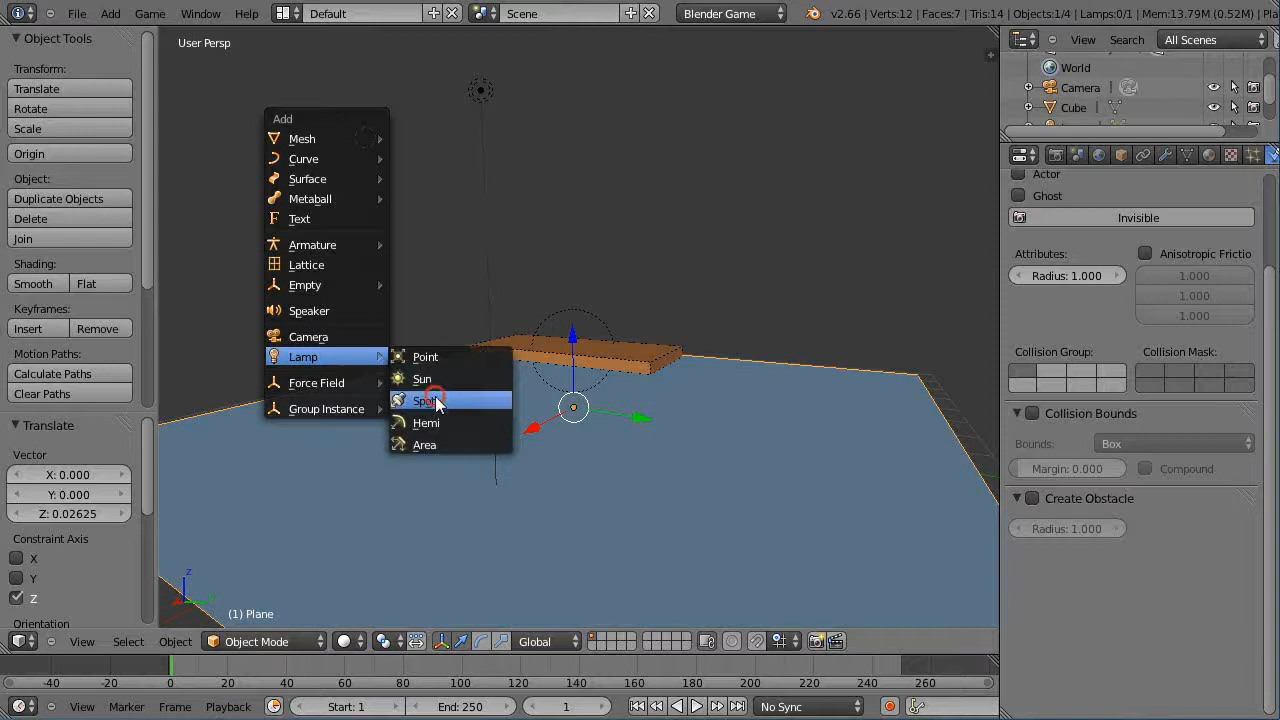 File Add Game Window Help Default Scene Blender Game v2.66 | Verts:12 | Faces:7 | Tris:14 | Objects:1/4 | Lamps:0/1 | Mem:13.79M (0.52M) |
Object Tools
Transform:
Translate
Rotate
Scale
Origin
Object:
Duplicate Objects
Delete
Join
Shading:
Smooth Flat
Keyframes:
Insert Remove
Motion Paths:
Calculate Paths
Clear Paths
Translate
Vector
X: 0.000
Y: 0.000
Z: 0.02625
Constraint Axis
X
Y
Z
Orientation
User Persp
Add
Mesh
Curve
Surface
Metaball
Text
Armature
Lattice
Empty
Speaker
Camera
Lamp
Force Field
Group Instance
Point
Sun
Spot
Hemi
Area
(1) Plane
View Search All Scenes
World
Camera
Cube
Actor
Ghost
Invisible
Attributes: Anisotropic Frictio
Radius: 1.000 1.000
1.000
1.000
Collision Group: Collision Mask:
Collision Bounds
Bounds: Box
Margin: 0.000 Compound
Create Obstacle
Radius: 1.000
View Select Object Object Mode Global
-40 -20 0 20 40 60 80 100 120 140 160 180 200 220 240 260
View Marker Frame Playback Start: 1 End: 250 1 No Sync